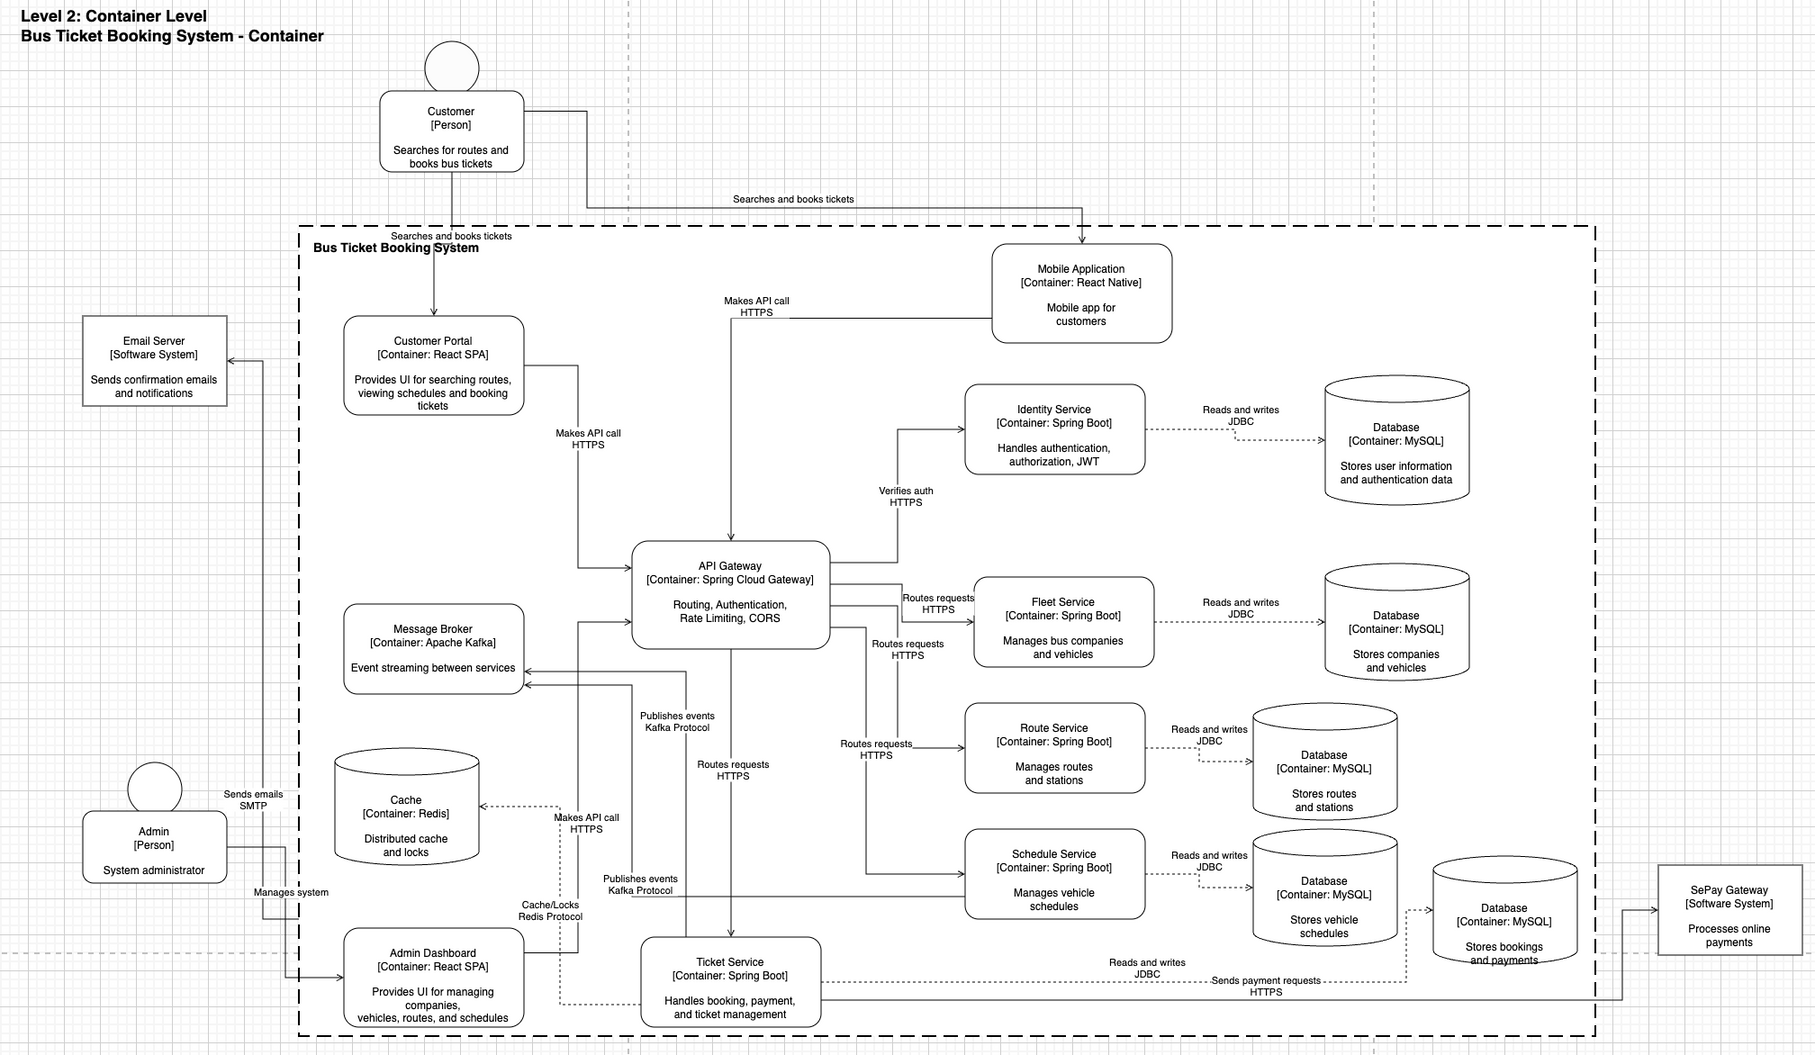 Level 2: Container Level
Bus Ticket Booking System - Container
Customer
[Person]
Searches for routes and
books bus tickets
Searches and books tickets
Searches and books tickets
Bus Ticket Booking System
Mobile Application
[Container: React Native]
Mobile app for
customers
Makes API call
HTTPS
Email Server
[Software System]
Sends confirmation emails
and notifications
Customer Portal
[Container: React SPA]
Provides UI for searching routes,
viewing schedules and booking
tickets
Makes API call
HTTPS
Identity Service
[Container: Spring Boot]
Handles authentication,
authorization, JWT
Reads and writes
JDBC
Database
[Container: MySQL]
Stores user information
and authentication data
Verifies auth
HTTPS
API Gateway
[Container: Spring Cloud Gateway]
Routing, Authentication,
Rate Limiting, CORS
Routes requests
HTTPS
Fleet Service
[Container: Spring Boot]
Manages bus companies
and vehicles
Reads and writes
JDBC
Database
[Container: MySQL]
Stores companies
and vehicles
Message Broker
[Container: Apache Kafka]
Event streaming between services
Routes requests
HTTPS
Publishes events
Kafka Protocol
Routes requests
HTTPS
Routes requests
HTTPS
Route Service
[Container: Spring Boot]
Manages routes
and stations
Reads and writes
JDBC
Database
[Container: MySQL]
Stores routes
and stations
Cache
[Container: Redis]
Distributed cache
and locks
Makes API call
HTTPS
Sends emails
SMTP
Admin
[Person]
System administrator
Manages system
Publishes events
Kafka Protocol
Cache/Locks
Redis Protocol
Schedule Service
[Container: Spring Boot]
Manages vehicle
schedules
Reads and writes
JDBC
Database
[Container: MySQL]
Stores vehicle
schedules
Database
[Container: MySQL]
Stores bookings
and payments
SePay Gateway
[Software System]
Processes online
payments
Admin Dashboard
[Container: React SPA]
Provides UI for managing
companies,
vehicles, routes, and schedules
Ticket Service
[Container: Spring Boot]
Handles booking, payment,
and ticket management
Reads and writes
JDBC
Sends payment requests
HTTPS